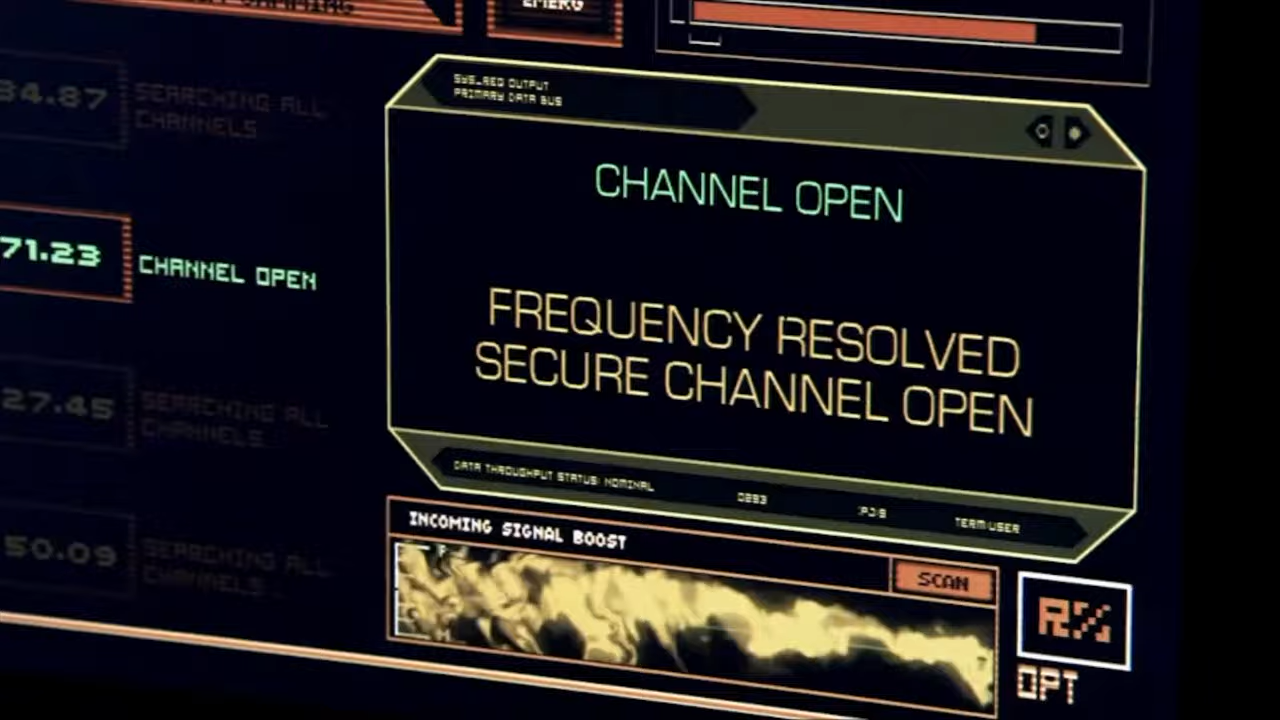 EMERG
34.87
SEARCHING ALL
CHANNELS
71.23
CHANNEL OPEN
27.45
SEARCHING ALL
CHANNELS
50.09
SEARCHING ALL
CHANNELS
SYS_REQ OUTPUT
PRIMARY DATA BUS
CHANNEL OPEN
FREQUENCY RESOLVED
SECURE CHANNEL OPEN
DATA THROUGHPUT STATUS: NOMINAL
TERM USER
INCOMING SIGNAL BOOST
SCAN
R%
OPT